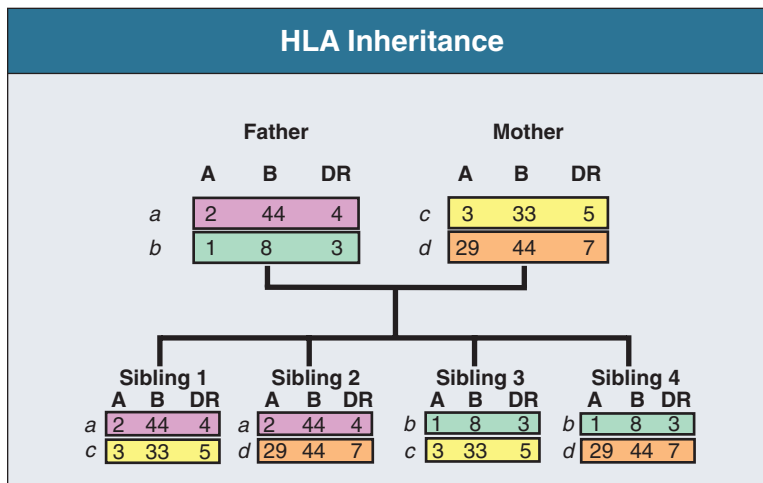 HLA Inheritance
Father Mother
A B DR A B DR
a 2 44 4 c 3 33 5
b 1 8 3 d 29 44 7
Sibling 1 Sibling 2 Sibling 3 Sibling 4
A B DR A B DR A B DR A B DR
a 2 44 4 a 2 44 4 b 1 8 3 b 1 8 3
c 3 33 5 d 29 44 7 c 3 33 5 d 29 44 7